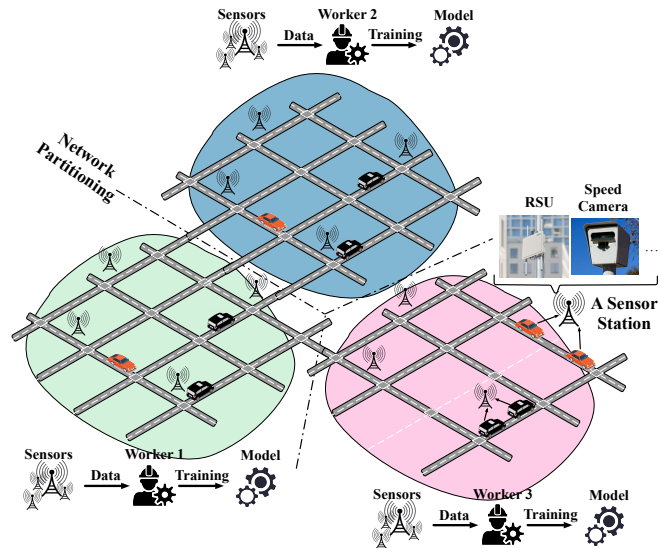 Sensors
Worker 2
Model
Data
Training
Network
Partitioning
RSU
Speed
Camera
...
A Sensor
Station
Sensors
Worker 1
Model
Data
Training
Sensors
Worker 3
Model
Data
Training